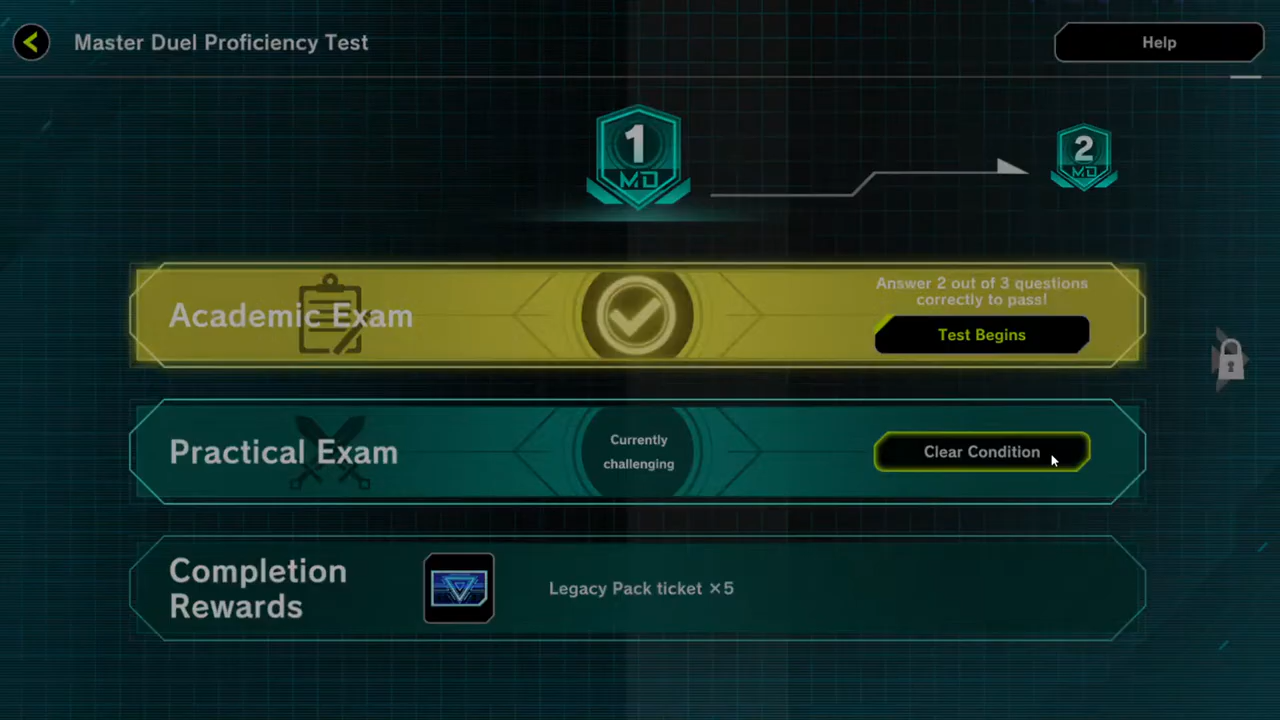 Master Duel Proficiency Test
Help
1
MD
2
MD
Academic Exam
Answer 2 out of 3 questions
correctly to pass!
Test Begins
Practical Exam
Currently
challenging
Clear Condition
Completion
Rewards
Legacy Pack ticket ×5